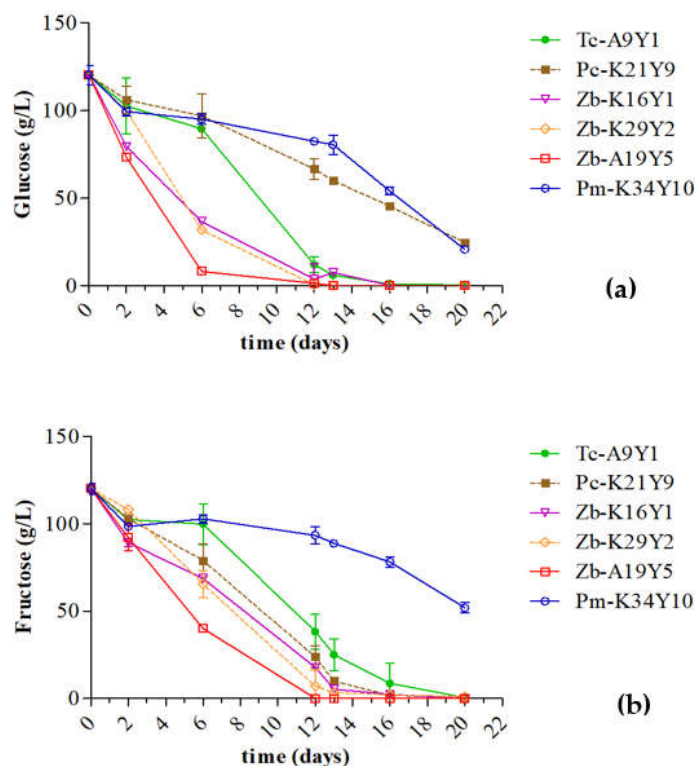 150
100
50
0
Glucose (g/L)
0 2 4 6 8 10 12 14 16 18 20 22
time (days)
Tc-A9Y1
Pc-K21Y9
Zb-K16Y1
Zb-K29Y2
Zb-A19Y5
Pm-K34Y10
(a)
150
100
50
0
Fructose (g/L)
0 2 4 6 8 10 12 14 16 18 20 22
time (days)
Tc-A9Y1
Pc-K21Y9
Zb-K16Y1
Zb-K29Y2
Zb-A19Y5
Pm-K34Y10
(b)